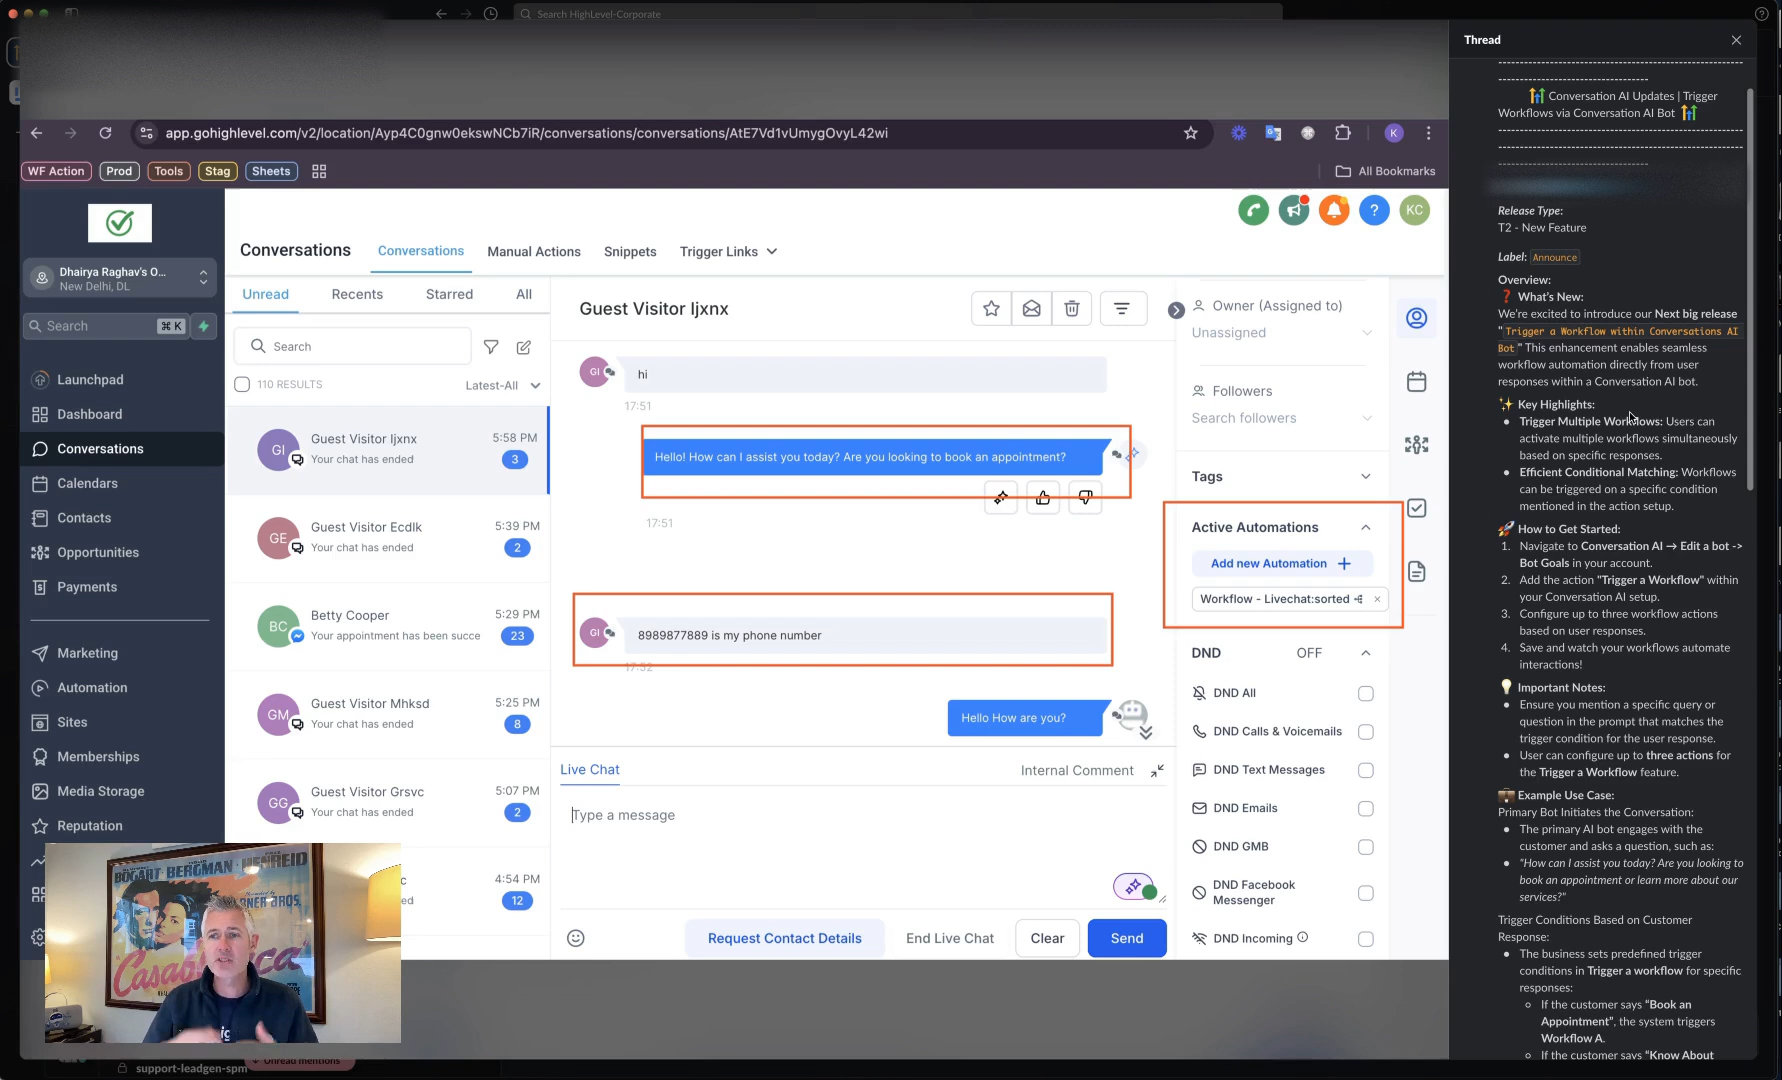 Search HighLevel-Corporate
app.gohighlevel.com/v2/location/Ayp4C0gnw0ekswNCb7iR/conversations/conversations/AtE7Vd1vUmygOvyL42wi
K
WF Action
Prod
Tools
Stag
Sheets
All Bookmarks
Dhairya Raghav's O...
New Delhi, DL
Search
⌘ K
Launchpad
Dashboard
Conversations
Calendars
Contacts
Opportunities
Payments
Marketing
Automation
Sites
Memberships
Media Storage
Reputation
KC
Conversations
Conversations
Manual Actions
Snippets
Trigger Links
Unread
Recents
Starred
All
Search
110 RESULTS
Latest-All
GI
Guest Visitor Ijxnx
5:58 PM
Your chat has ended
3
GE
Guest Visitor Ecdlk
5:39 PM
Your chat has ended
2
BC
Betty Cooper
5:29 PM
Your appointment has been succe
23
GM
Guest Visitor Mhksd
5:25 PM
Your chat has ended
8
GG
Guest Visitor Grsvc
5:07 PM
Your chat has ended
2
c
4:54 PM
ed
12
Guest Visitor Ijxnx
GI
hi
17:51
Hello! How can I assist you today? Are you looking to book an appointment?
17:51
GI
8989877889 is my phone number
17:52
Hello How are you?
Live Chat
Internal Comment
Type a message
Request Contact Details
End Live Chat
Clear
Send
Owner (Assigned to)
Unassigned
Followers
Search followers
Tags
Active Automations
Add new Automation +
Workflow - Livechat:sorted
DND
OFF
DND All
DND Calls & Voicemails
DND Text Messages
DND Emails
DND GMB
DND Facebook
Messenger
DND Incoming
BOGART BERGMAN HENREID
support-leadgen-spm
Unread mentions
Thread
Conversation AI Updates | Trigger
Workflows via Conversation AI Bot
Release Type:
T2 - New Feature
Label: Announce
Overview:
❓ What's New:
We're excited to introduce our Next big release
"Trigger a Workflow within Conversations AI
Bot" This enhancement enables seamless
workflow automation directly from user
responses within a Conversation AI bot.
✨ Key Highlights:
• Trigger Multiple Workflows: Users can
activate multiple workflows simultaneously
based on specific responses.
• Efficient Conditional Matching: Workflows
can be triggered on a specific condition
mentioned in the action setup.
🚀 How to Get Started:
1. Navigate to Conversation AI → Edit a bot ->
Bot Goals in your account.
2. Add the action "Trigger a Workflow" within
your Conversation AI setup.
3. Configure up to three workflow actions
based on user responses.
4. Save and watch your workflows automate
interactions!
💡 Important Notes:
• Ensure you mention a specific query or
question in the prompt that matches the
trigger condition for the user response.
• User can configure up to three actions for
the Trigger a Workflow feature.
💼 Example Use Case:
Primary Bot Initiates the Conversation:
• The primary AI bot engages with the
customer and asks a question, such as:
• "How can I assist you today? Are you looking to
book an appointment or learn more about our
services?"
Trigger Conditions Based on Customer
Response:
• The business sets predefined trigger
conditions in Trigger a workflow for specific
responses:
◦ If the customer says "Book an
Appointment", the system triggers
Workflow A.
◦ If the customer says "Know About